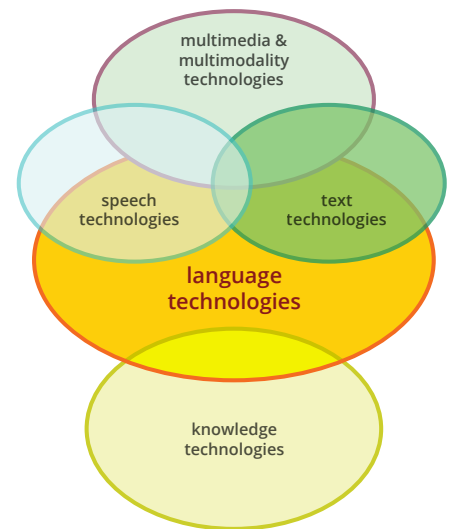 multimedia &
multimodality
technologies
speech
technologies
text
technologies
language
technologies
knowledge
technologies